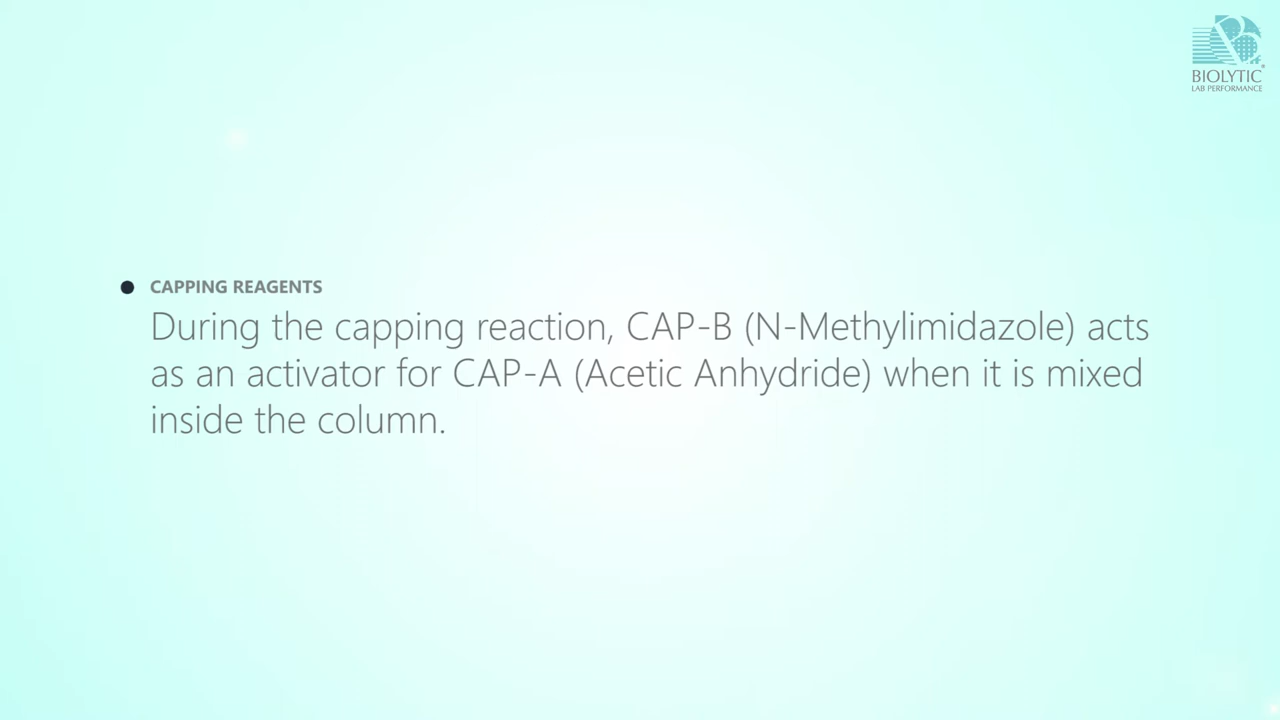 BIOLYTIC®
LAB PERFORMANCE
CAPPING REAGENTS
During the capping reaction, CAP-B (N-Methylimidazole) acts
as an activator for CAP-A (Acetic Anhydride) when it is mixed
inside the column.